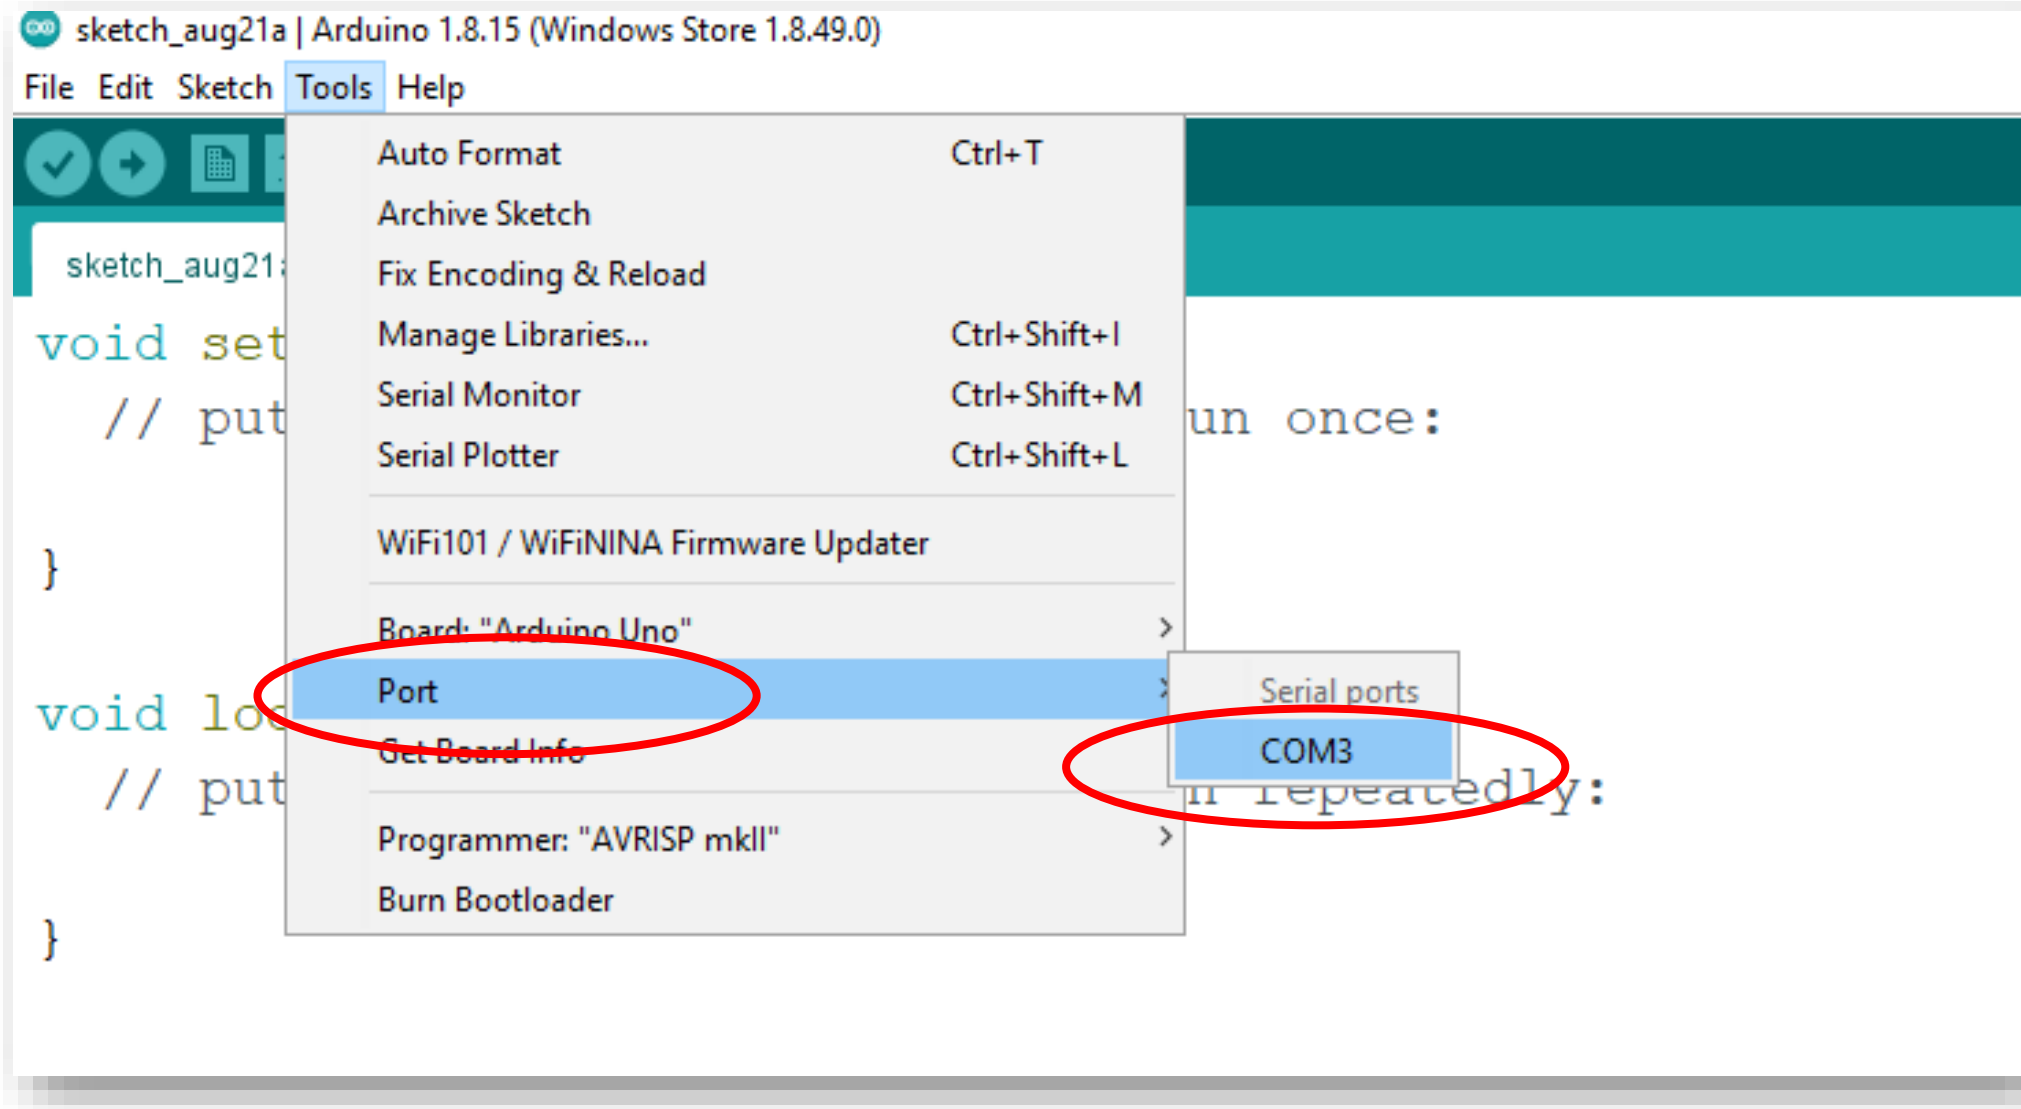 sketch_aug21a | Arduino 1.8.15 (Windows Store 1.8.49.0)
File Edit Sketch Tools Help
Auto Format Ctrl+T
Archive Sketch
sketch_aug21a
Fix Encoding & Reload
void set
Manage Libraries... Ctrl+Shift+I
Serial Monitor Ctrl+Shift+M
// put un once:
Serial Plotter Ctrl+Shift+L
WiFi101 / WiFiNINA Firmware Updater
}
Board: "Arduino Uno"
Port
Serial ports
void loo
Get Board Info
COM3
// put n repeatedly:
Programmer: "AVRISP mkII"
Burn Bootloader
}